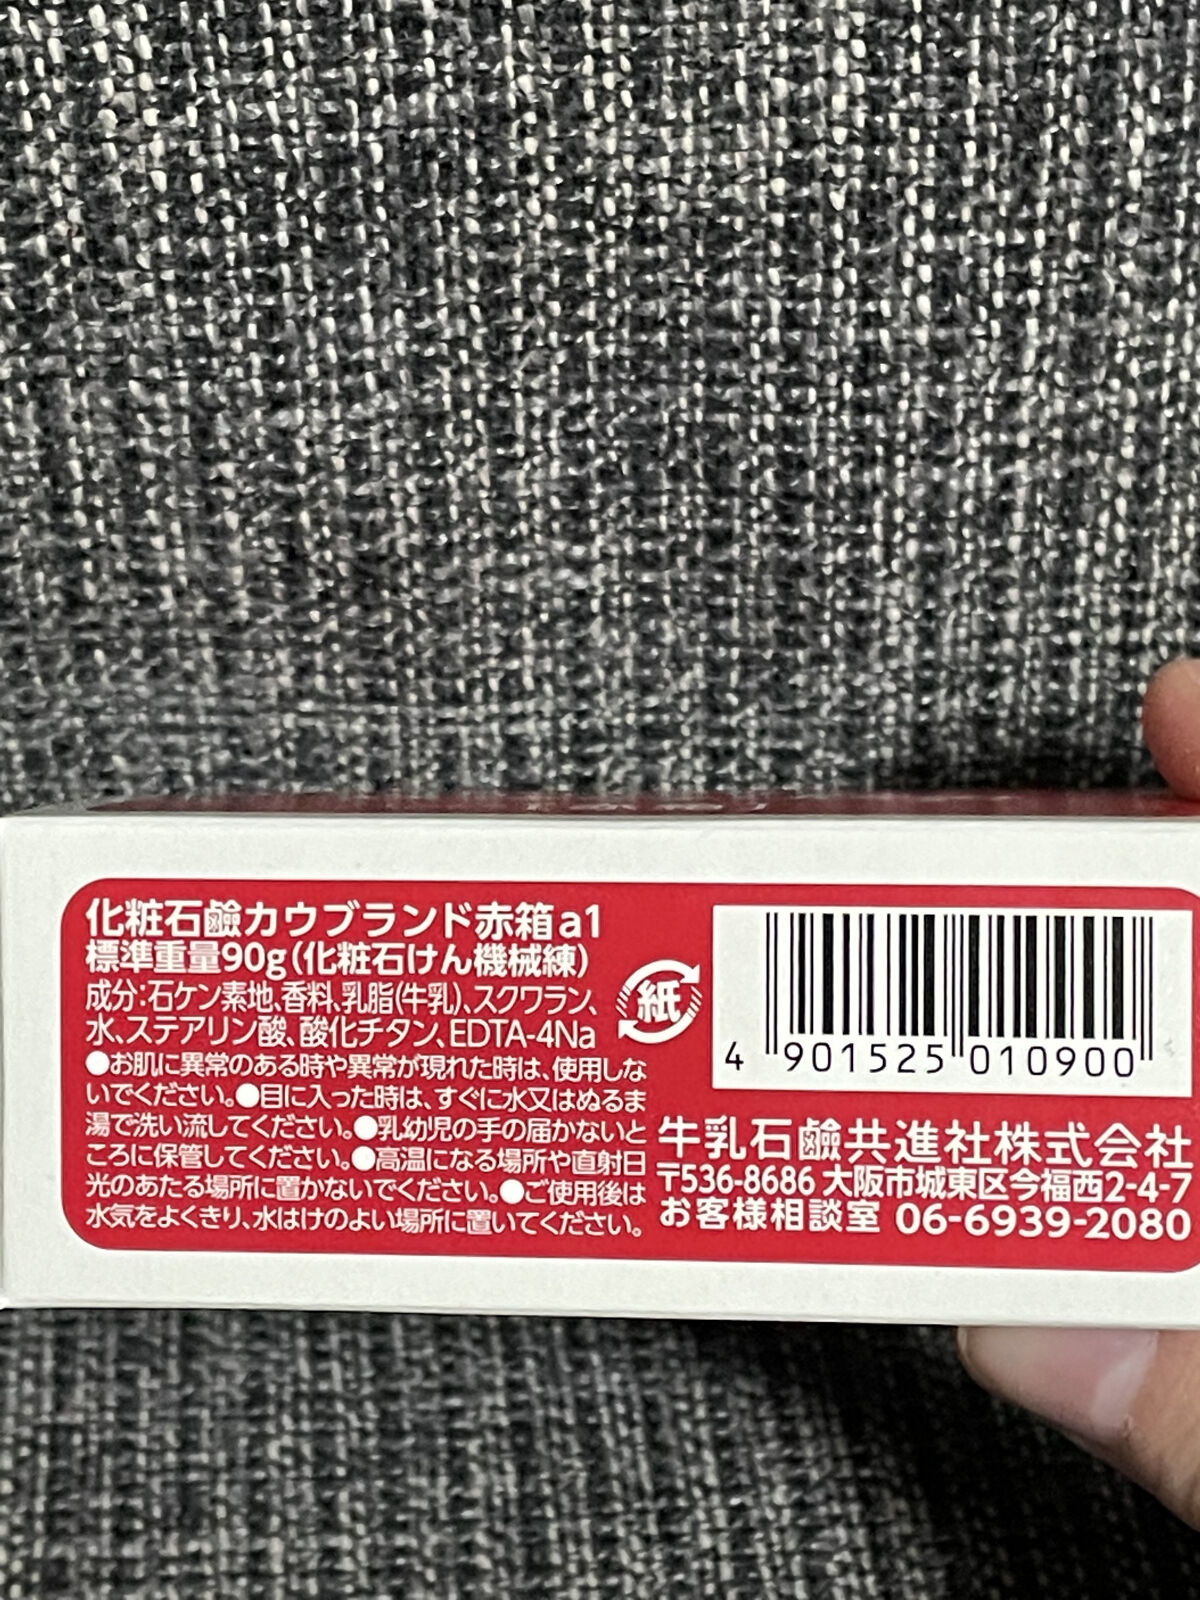 化粧石鹼カウブランド赤箱a1
標準重量90g(化粧石けん機械練)
成分:石ケン素地、香料、乳脂(牛乳)、スクワラン、
水、ステアリン酸、酸化チタン、EDTA-4Na
●お肌に異常のある時や異常が現れた時は、使用しな
いでください。●目に入った時は、すぐに水又はぬるま
湯で洗い流してください。●乳幼児の手の届かないと
ころに保管してください。●高温になる場所や直射日
光のあたる場所に置かないでください。●ご使用後は
水気をよくきり、水はけのよい場所に置いてください。
紙
4 901525 010900
牛乳石鹼共進社株式会社
〒536-8686 大阪市城東区今福西2-4-7
お客様相談室 06-6939-2080